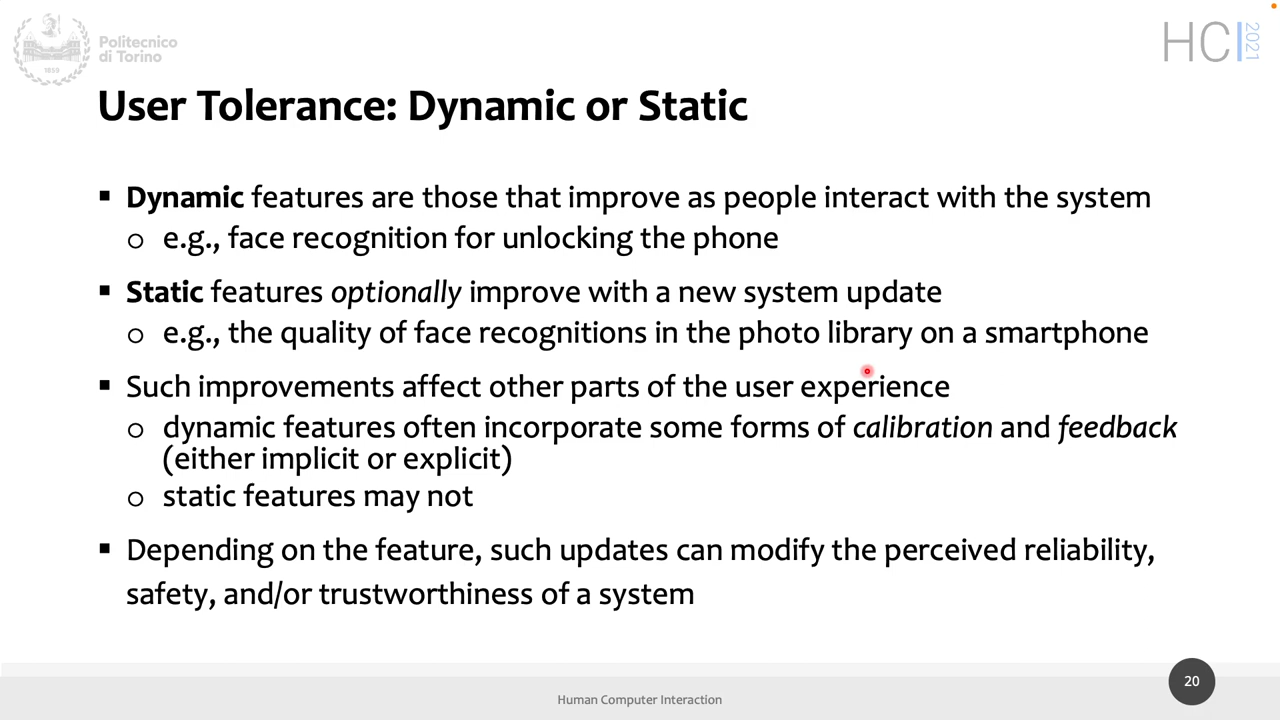 Politecnico
di Torino
1859
HCI 2021
User Tolerance: Dynamic or Static
▪ Dynamic features are those that improve as people interact with the system
o e.g., face recognition for unlocking the phone
▪ Static features optionally improve with a new system update
o e.g., the quality of face recognitions in the photo library on a smartphone
▪ Such improvements affect other parts of the user experience
o dynamic features often incorporate some forms of calibration and feedback
(either implicit or explicit)
o static features may not
▪ Depending on the feature, such updates can modify the perceived reliability,
safety, and/or trustworthiness of a system
Human Computer Interaction
20